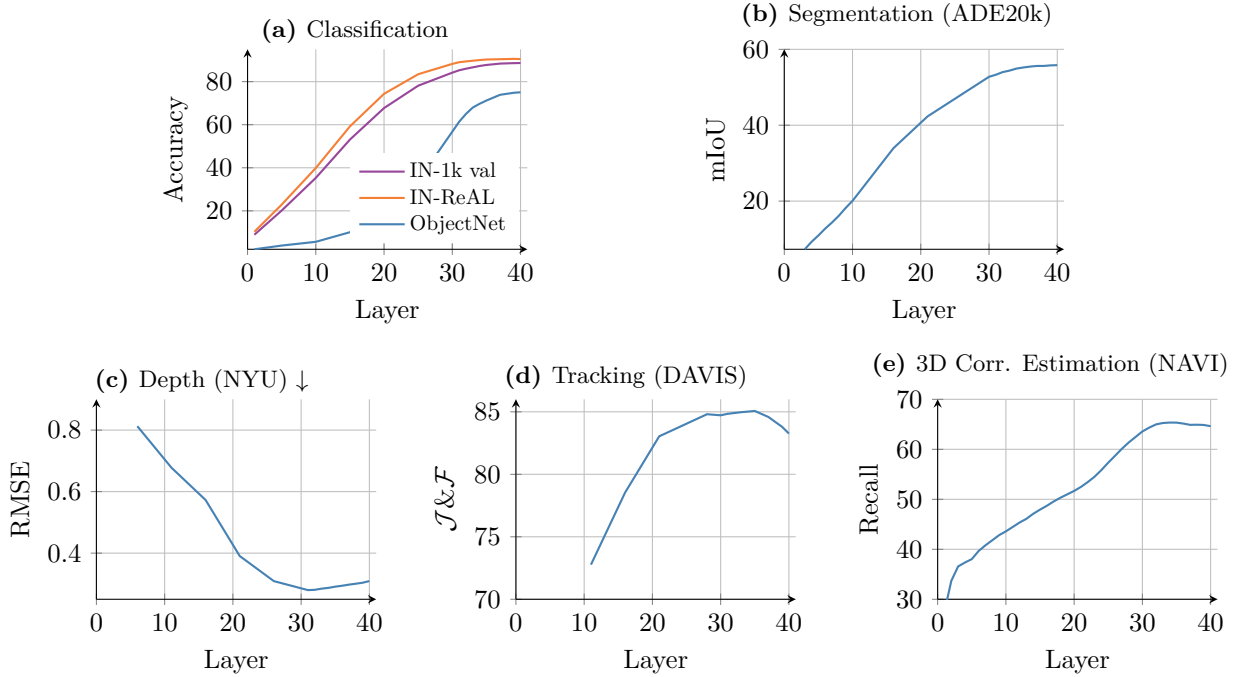 (a) Classification
80
60
40
20
Accuracy
IN-1k val
IN-ReAL
ObjectNet
0 10 20 30 40
Layer
(b) Segmentation (ADE20k)
60
40
20
mIoU
0 10 20 30 40
Layer
(c) Depth (NYU) ↓
0.8
0.6
0.4
RMSE
0 10 20 30 40
Layer
(d) Tracking (DAVIS)
85
80
75
70
𝒥&ℱ
0 10 20 30 40
Layer
(e) 3D Corr. Estimation (NAVI)
70
60
50
40
30
Recall
0 10 20 30 40
Layer